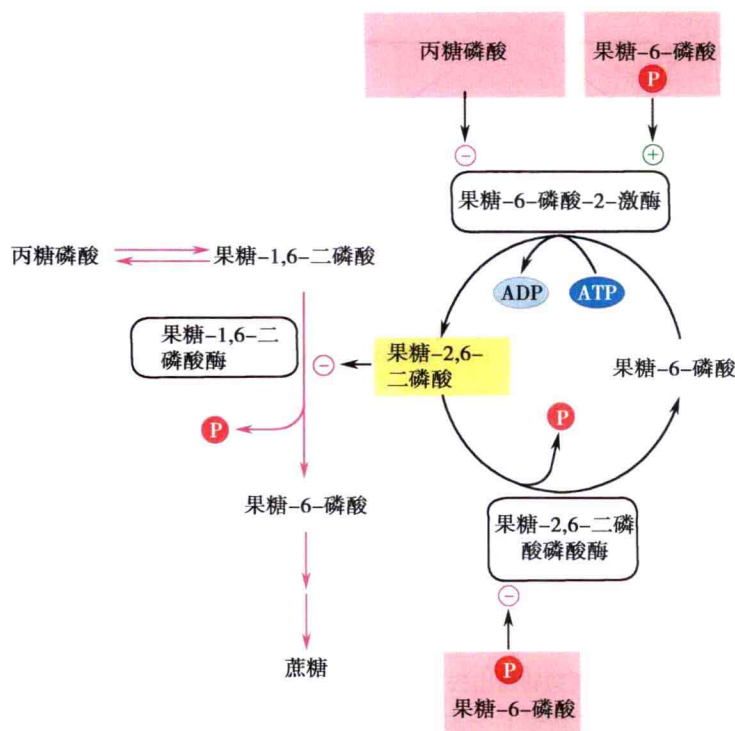 丙糖磷酸
果糖-6-磷酸
P
-
+
果糖-6-磷酸-2-激酶
ADP
ATP
丙糖磷酸
果糖-1,6-二磷酸
果糖-1,6-二
磷酸酶
-
果糖-2,6-
二磷酸
果糖-6-磷酸
P
P
果糖-6-磷酸
果糖-2,6-二磷
酸磷酸酶
-
蔗糖
P
果糖-6-磷酸